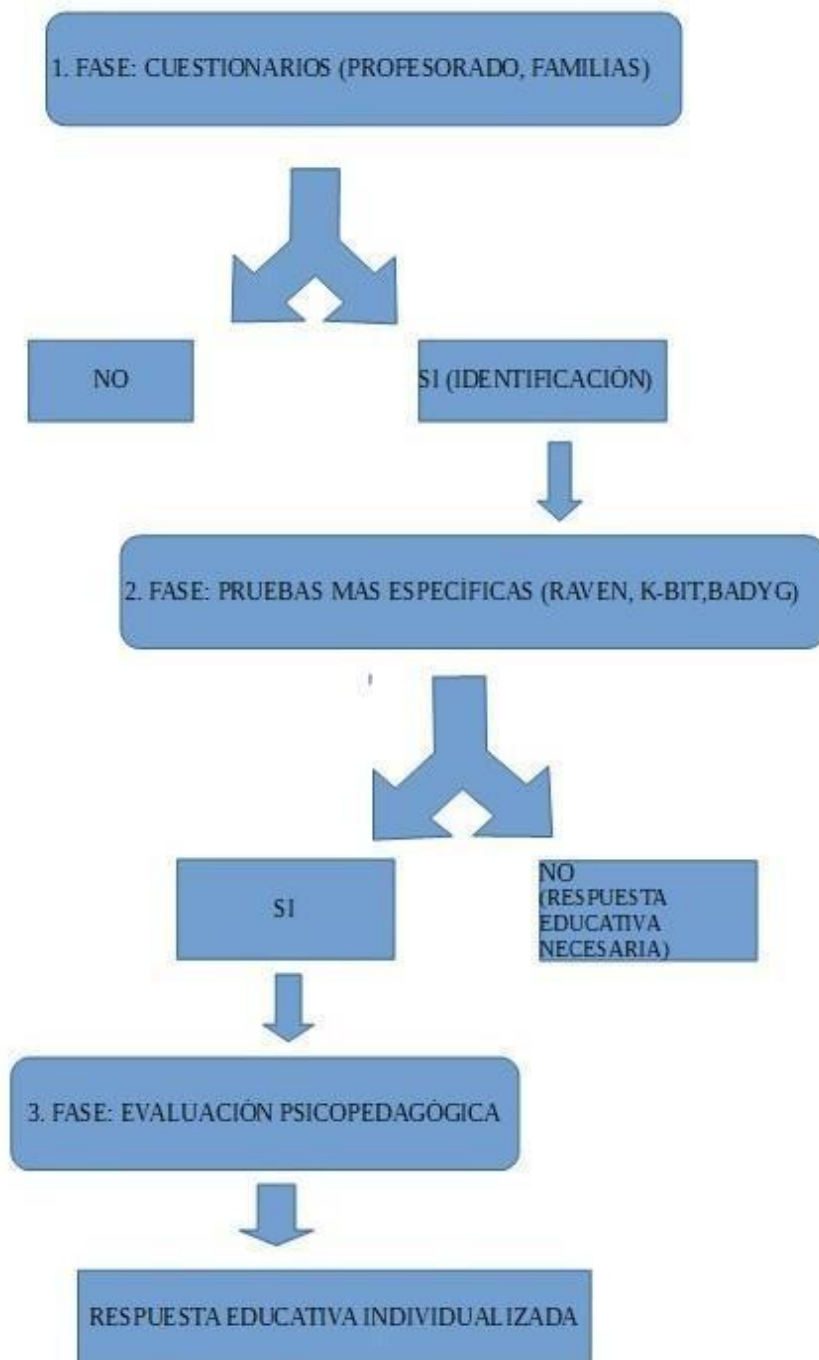 1. FASE: CUESTIONARIOS (PROFESORADO, FAMILIAS)
NO
SI (IDENTIFICACIÓN)
2. FASE: PRUEBAS MÁS ESPECÍFICAS (RAVEN, K-BIT,BADYG)
SI
NO
(RESPUESTA
EDUCATIVA
NECESARIA)
3. FASE: EVALUACIÓN PSICOPEDAGÓGICA
RESPUESTA EDUCATIVA INDIVIDUALIZADA